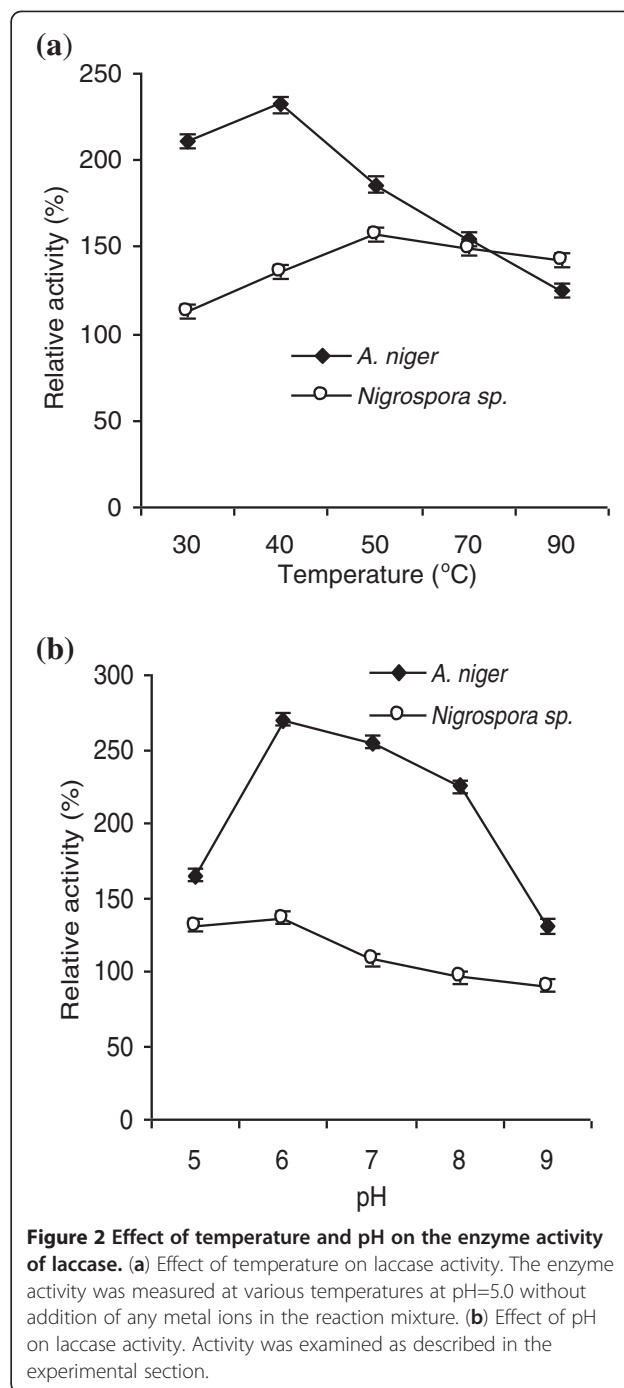 (a)
250
200
150
100
50
0
Relative activity (%)
A. niger
Nigrospora sp.
30 40 50 70 90
Temperature (°C)
(b)
300
250
200
150
100
50
0
Relative activity (%)
A. niger
Nigrospora sp.
5 6 7 8 9
pH
Figure 2 Effect of temperature and pH on the enzyme activity
of laccase. (a) Effect of temperature on laccase activity. The enzyme
activity was measured at various temperatures at pH=5.0 without
addition of any metal ions in the reaction mixture. (b) Effect of pH
on laccase activity. Activity was examined as described in the
experimental section.